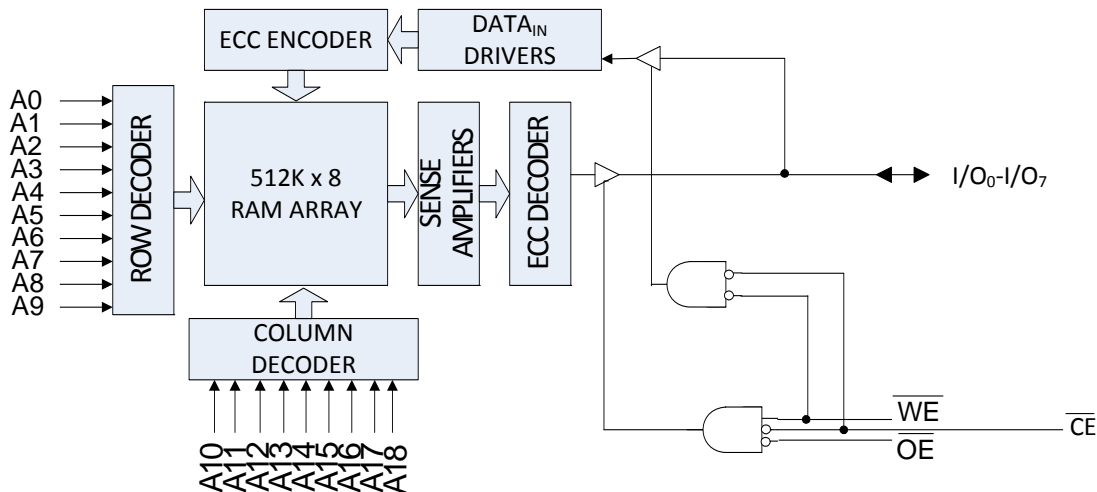 ECC ENCODER
DATAIN
DRIVERS
A0
A1
A2
A3
A4
A5
A6
A7
A8
A9
ROW DECODER
512K x 8
RAM ARRAY
SENSE
AMPLIFIERS
ECC DECODER
I/O0-I/O7
COLUMN
DECODER
A10
A11
A12
A13
A14
A15
A16
A17
A18
WE
OE
CE